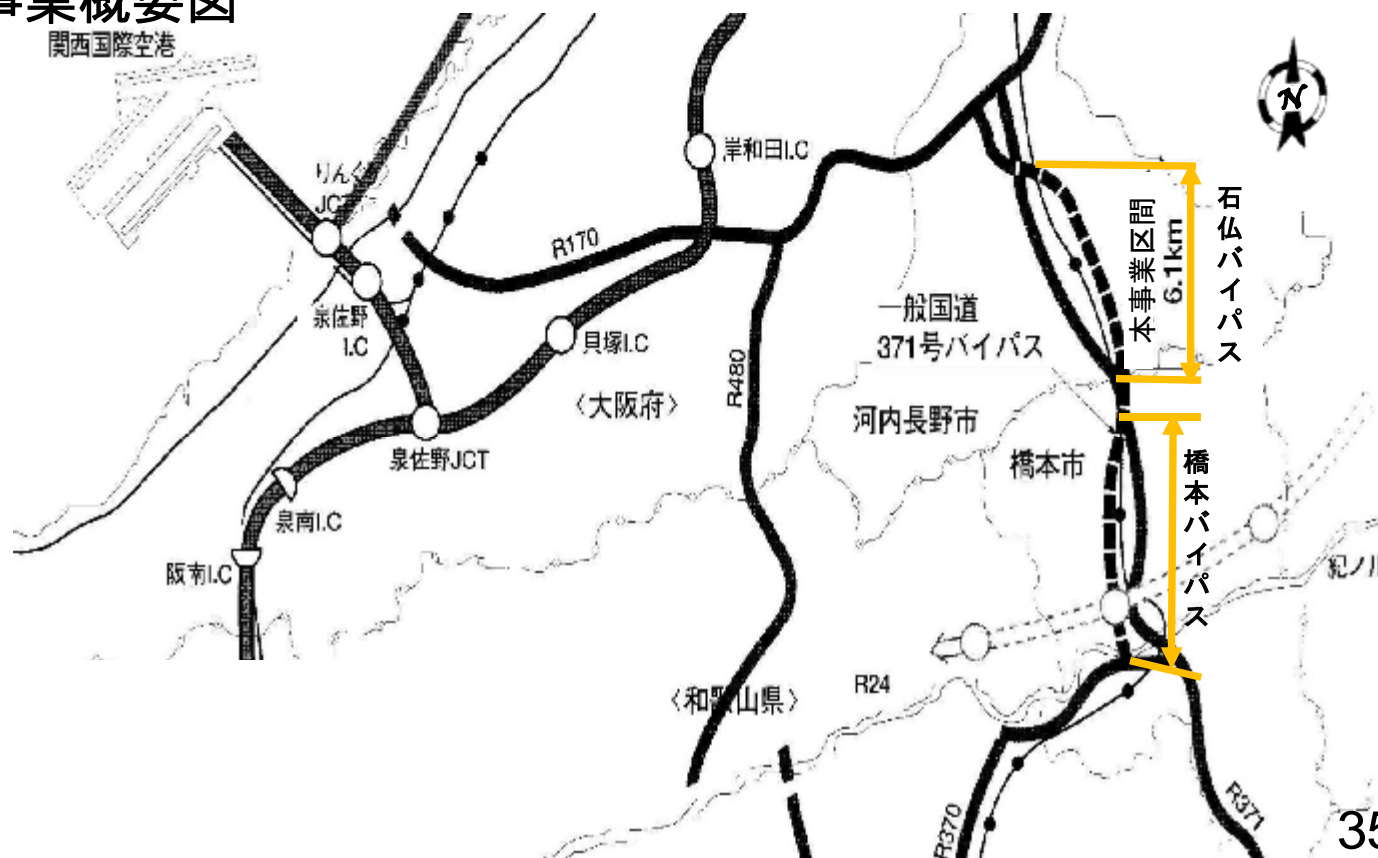 事業概要図
関西国際空港
りんくう
JCT
岸和田I.C
R170
泉佐野
I.C
貝塚I.C
〈大阪府〉
R480
泉佐野JCT
泉南I.C
阪南I.C
一般国道
371号バイパス
河内長野市
橋本市
本事業区間
6.1km
石仏バイパス
橋本バイパス
紀ノ川
〈和歌山県〉
R24
R370
R371
N
35